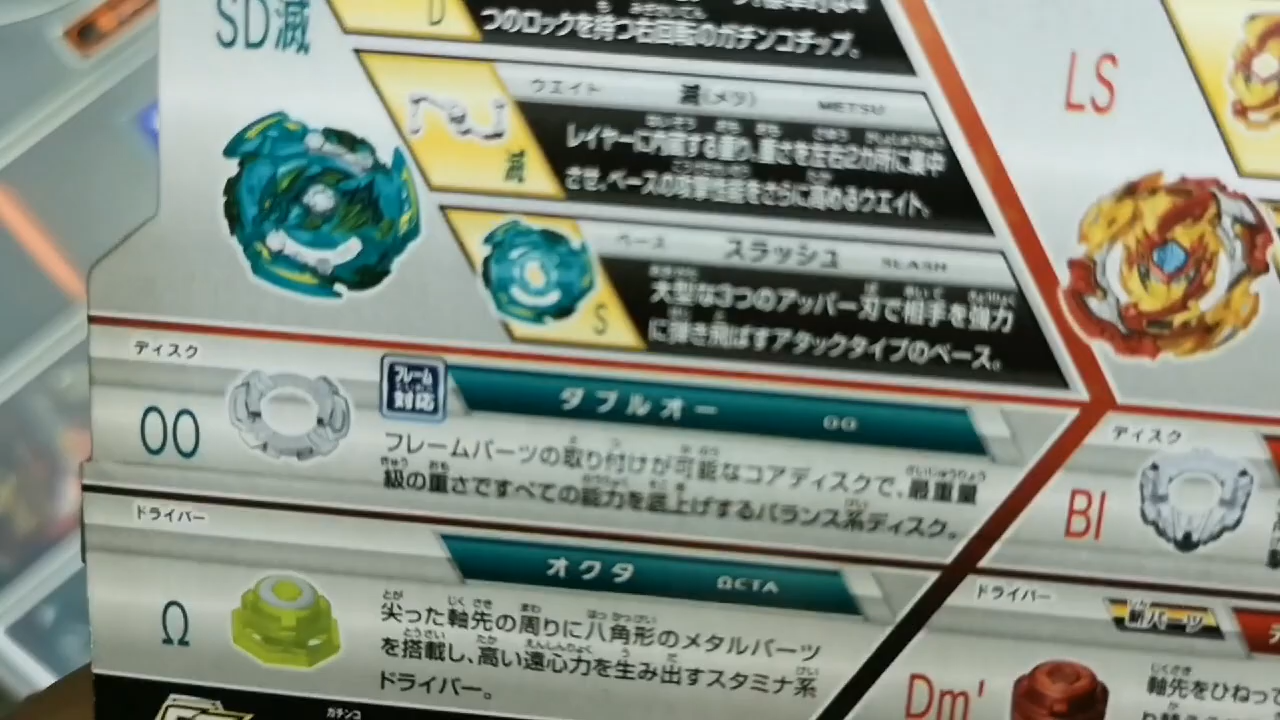 SD滅
D
つのロックを持つ右回転のガチンコチップ。
ウエイト 滅(メツ) METSU
滅
レイヤーに内蔵する重り。重さを左右2カ所に集中
させ、ベースの攻撃性能をさらに高めるウエイト。
ベース スラッシュ SLASH
S
大型な3つのアッパー刃で相手を強力
に弾き飛ばすアタックタイプのベース。
ディスク
00
フレーム
対応
ダブルオー 00
フレームパーツの取り付けが可能なコアディスクで、最重量
級の重さですべての能力を底上げするバランス系ディスク。
ドライバー
Ω
オクタ ΩCTA
尖った軸先の周りに八角形のメタルパーツ
を搭載し、高い遠心力を生み出すスタミナ系
ドライバー。
ガチンコ
LS
ディスク
Bl
ドライバー
新パーツ
Dm'
軸先をひねって